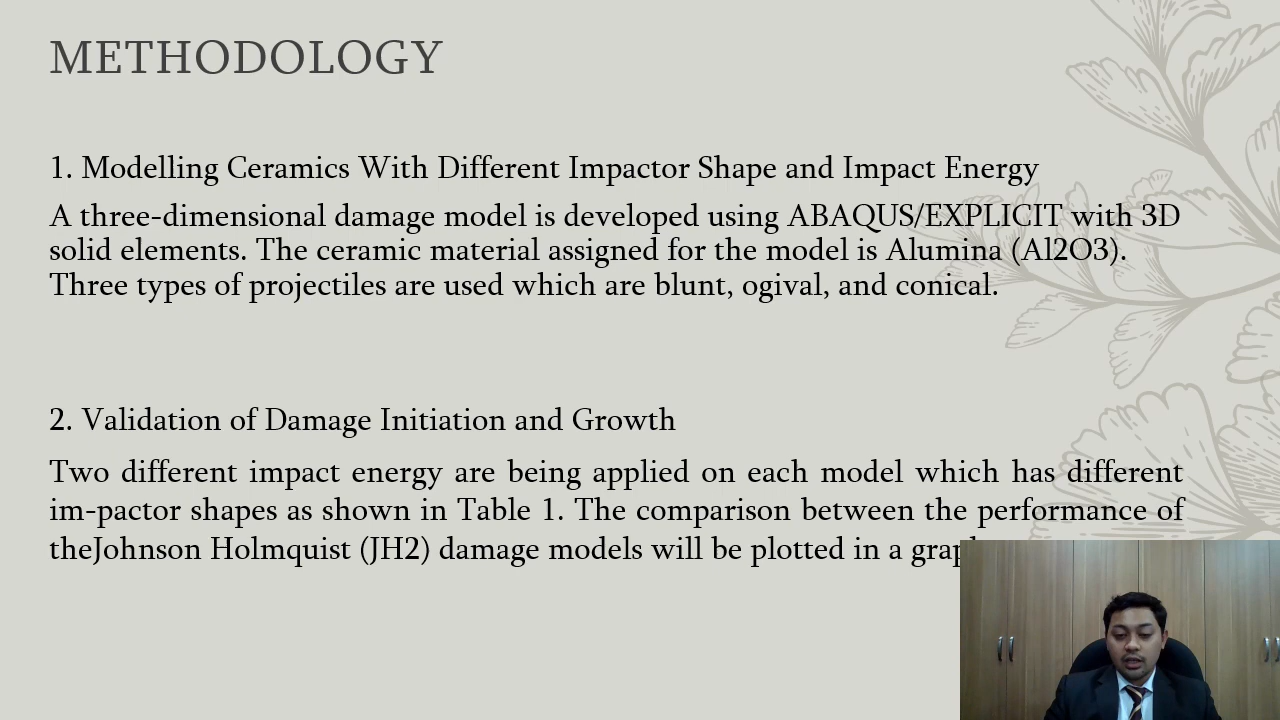 METHODOLOGY
1. Modelling Ceramics With Different Impactor Shape and Impact Energy
A three-dimensional damage model is developed using ABAQUS/EXPLICIT with 3D
solid elements. The ceramic material assigned for the model is Alumina (Al2O3).
Three types of projectiles are used which are blunt, ogival, and conical.
2. Validation of Damage Initiation and Growth
Two different impact energy are being applied on each model which has different
im-pactor shapes as shown in Table 1. The comparison between the performance of
theJohnson Holmquist (JH2) damage models will be plotted in a